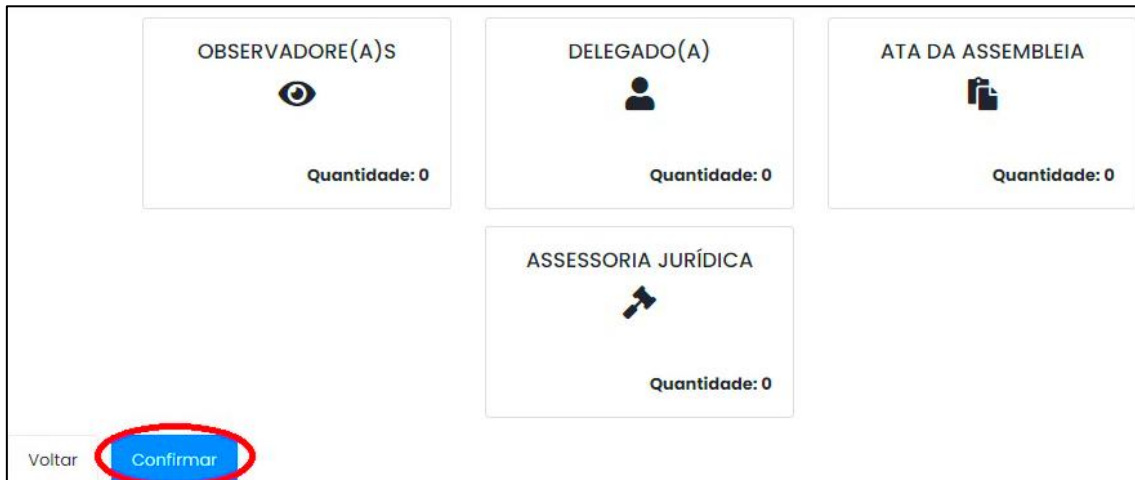 OBSERVADORE(A)S
DELEGADO(A)
ATA DA ASSEMBLEIA
Quantidade: 0
Quantidade: 0
Quantidade: 0
ASSESSORIA JURÍDICA
Quantidade: 0
Voltar
Confirmar